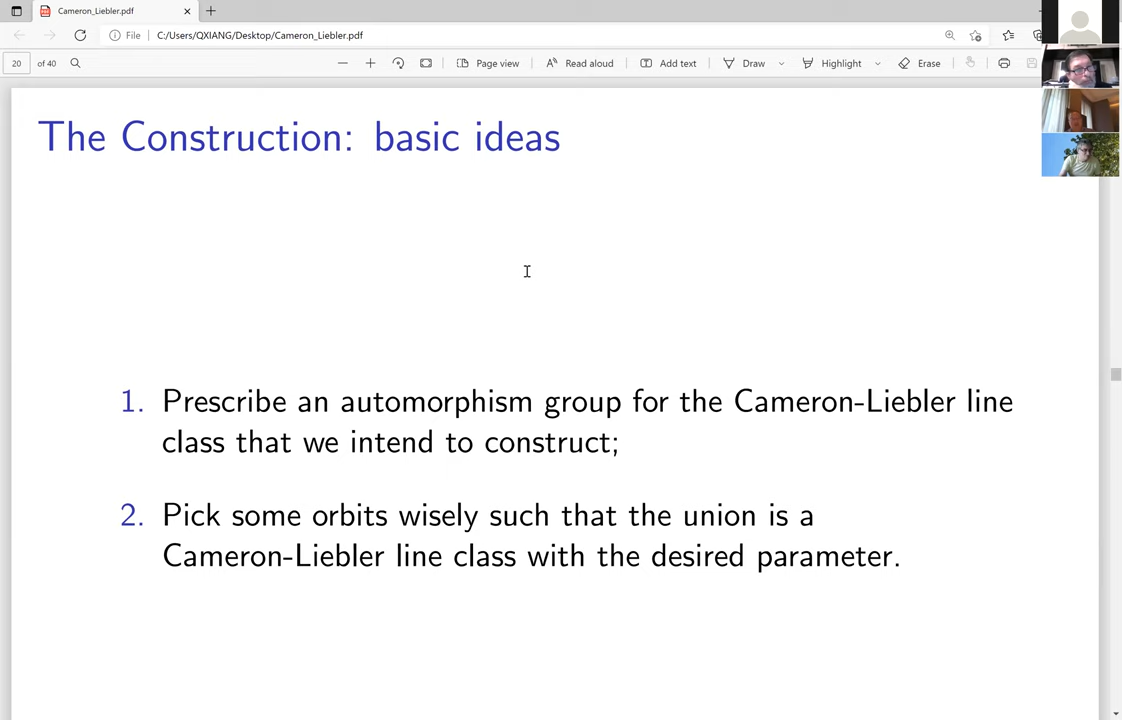 Cameron_Liebler.pdf
File
C:/Users/QXIANG/Desktop/Cameron_Liebler.pdf
20 of 40
Page view
Read aloud
Add text
Draw
Highlight
Erase
The Construction: basic ideas
1. Prescribe an automorphism group for the Cameron-Liebler line
class that we intend to construct;
2. Pick some orbits wisely such that the union is a
Cameron-Liebler line class with the desired parameter.